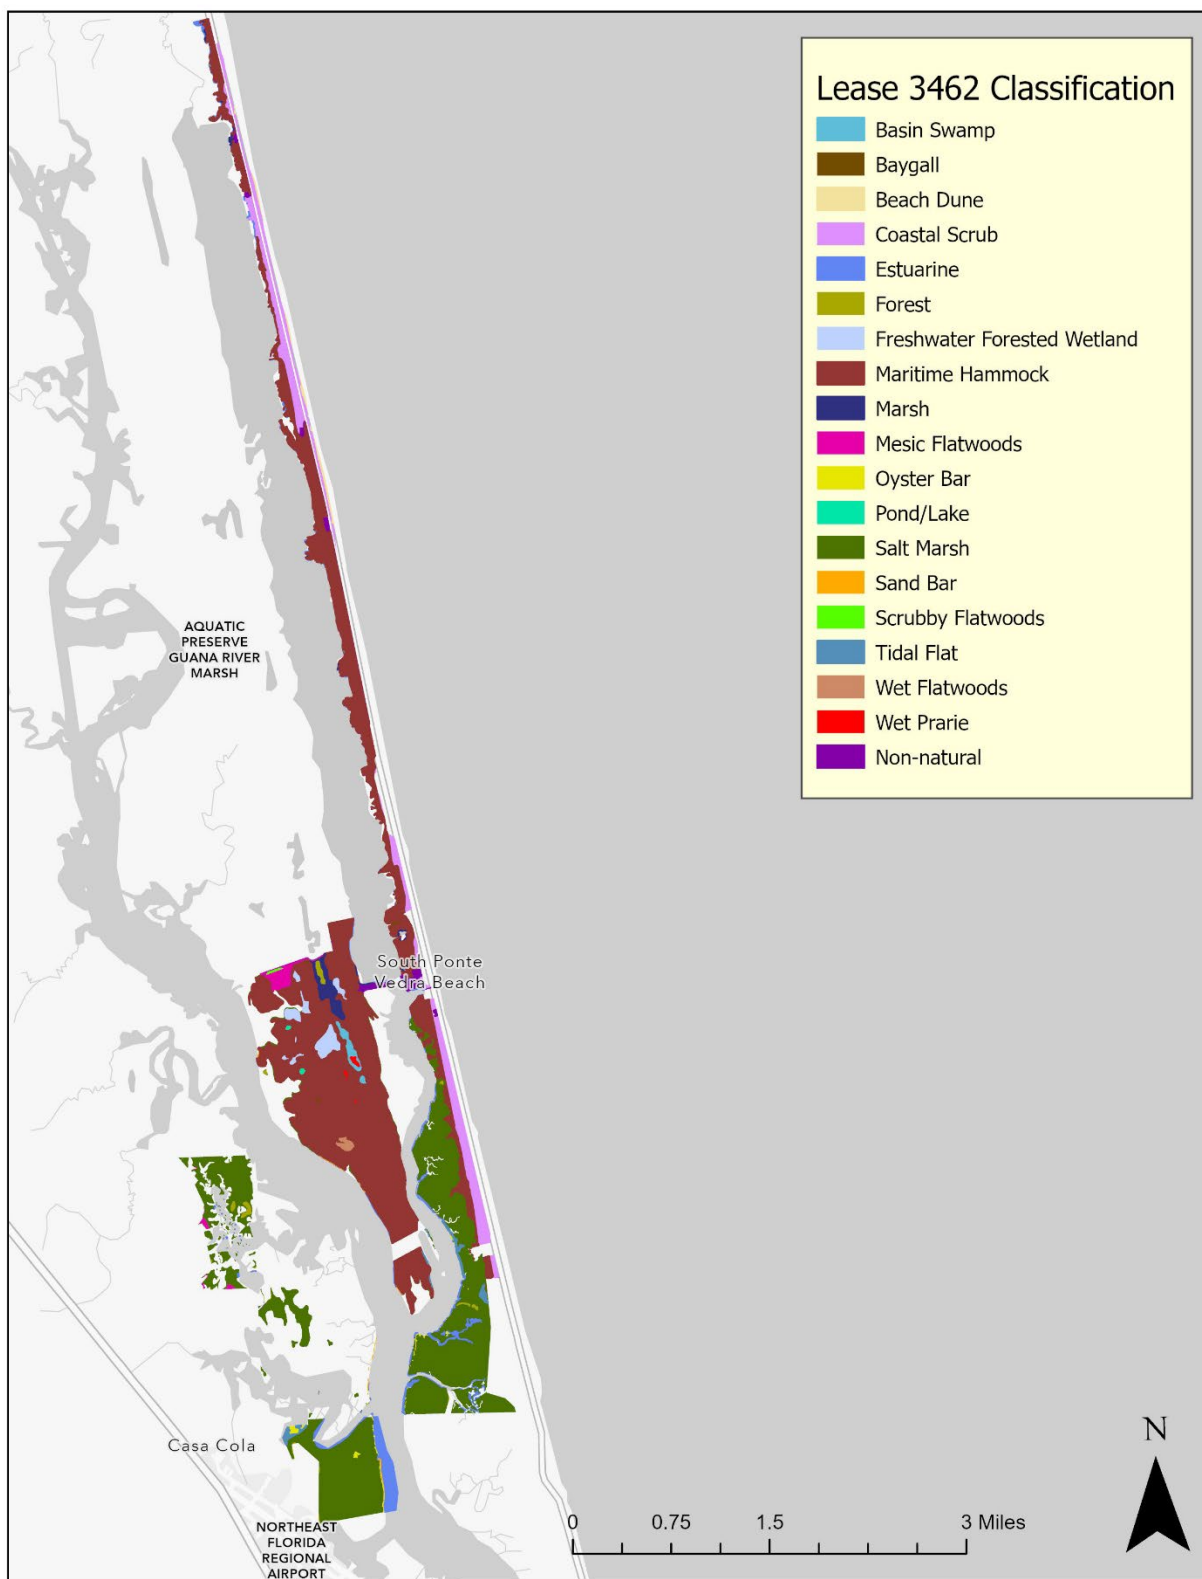 Lease 3462 Classification
Basin Swamp
Baygall
Beach Dune
Coastal Scrub
Estuarine
Forest
Freshwater Forested Wetland
Maritime Hammock
Marsh
Mesic Flatwoods
Oyster Bar
Pond/Lake
Salt Marsh
Sand Bar
Scrubby Flatwoods
Tidal Flat
Wet Flatwoods
Wet Prarie
Non-natural
AQUATIC
PRESERVE
GUANA RIVER
MARSH
South Ponte
Vedra Beach
Casa Cola
NORTHEAST
FLORIDA
REGIONAL
AIRPORT
N
0 0.75 1.5 3 Miles